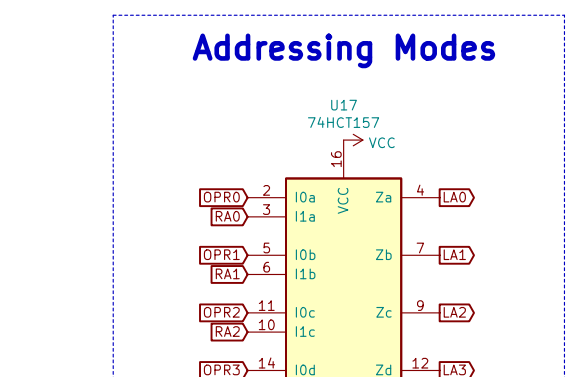 Addressing Modes
U17
74HCT157
VCC
16
VCC
OPR0 2 I0a Za 4 LA0
RA0 3 I1a
OPR1 5 I0b Zb 7 LA1
RA1 6 I1b
OPR2 11 I0c Zc 9 LA2
RA2 10 I1c
OPR3 14 I0d Zd 12 LA3